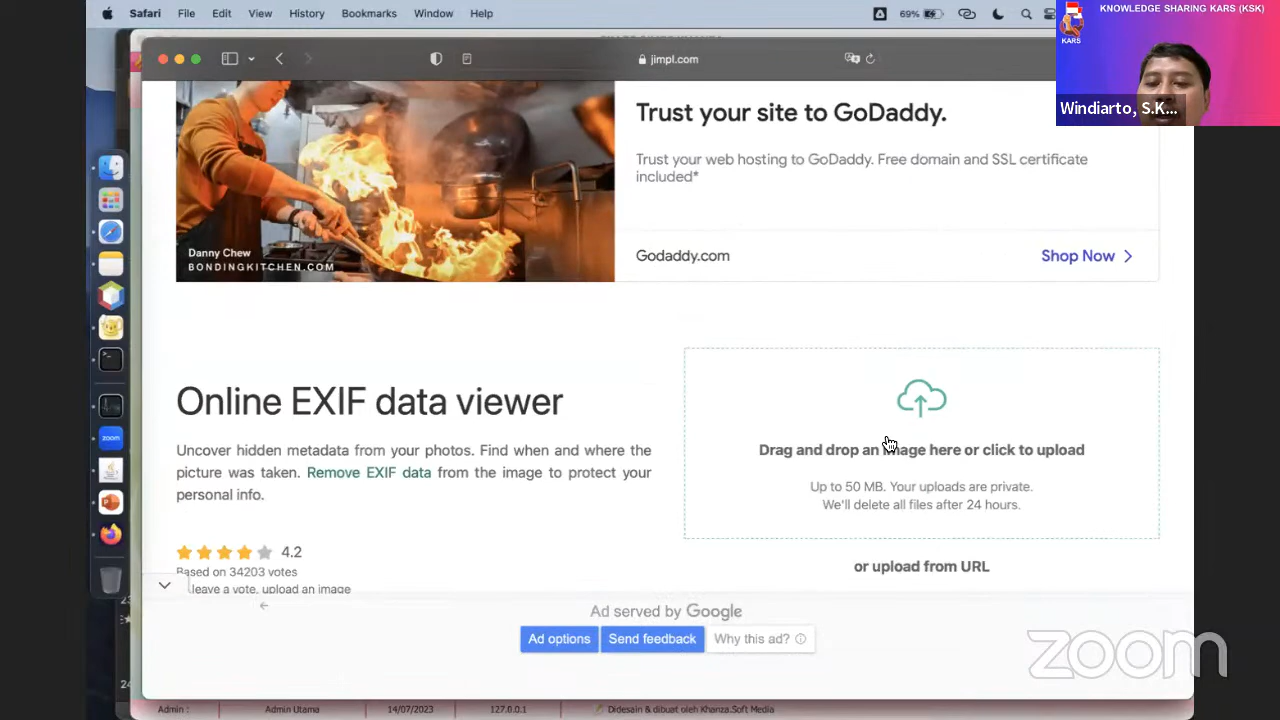 Safari File Edit View History Bookmarks Window Help
69%
KNOWLEDGE SHARING KARS (KSK)
KARS
Windiarto, S.K...
jimpl.com
Trust your site to GoDaddy.
Trust your web hosting to GoDaddy. Free domain and SSL certificate
included*
Danny Chew
BONDINGKITCHEN.COM
Godaddy.com
Shop Now
Online EXIF data viewer
Uncover hidden metadata from your photos. Find when and where the
picture was taken. Remove EXIF data from the image to protect your
personal info.
4.2
Based on 34203 votes
leave a vote, upload an image
Drag and drop an image here or click to upload
Up to 50 MB. Your uploads are private.
We'll delete all files after 24 hours.
or upload from URL
zoom
Ad served by Google
Ad options
Send feedback
Why this ad?
zoom
Admin : Admin Utama 14/07/2023 127.0.0.1 Didesain & dibuat oleh Khanza.Soft Media